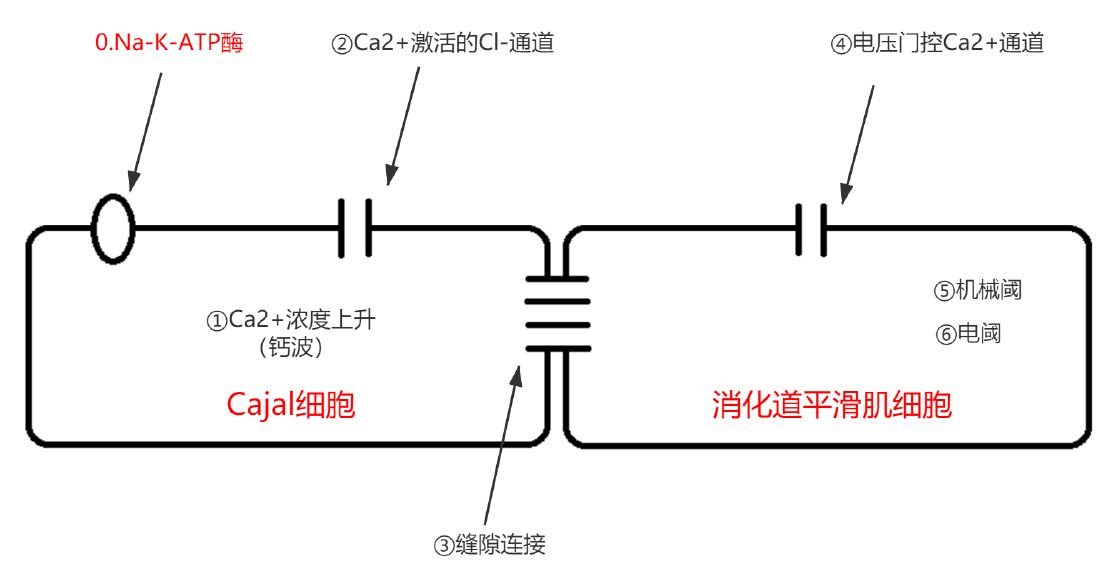 0.Na-K-ATP酶
②Ca2+激活的Cl-通道
④电压门控Ca2+通道
①Ca2+浓度上升
（钙波）
⑤机械阈
⑥电阈
Cajal细胞
消化道平滑肌细胞
③缝隙连接